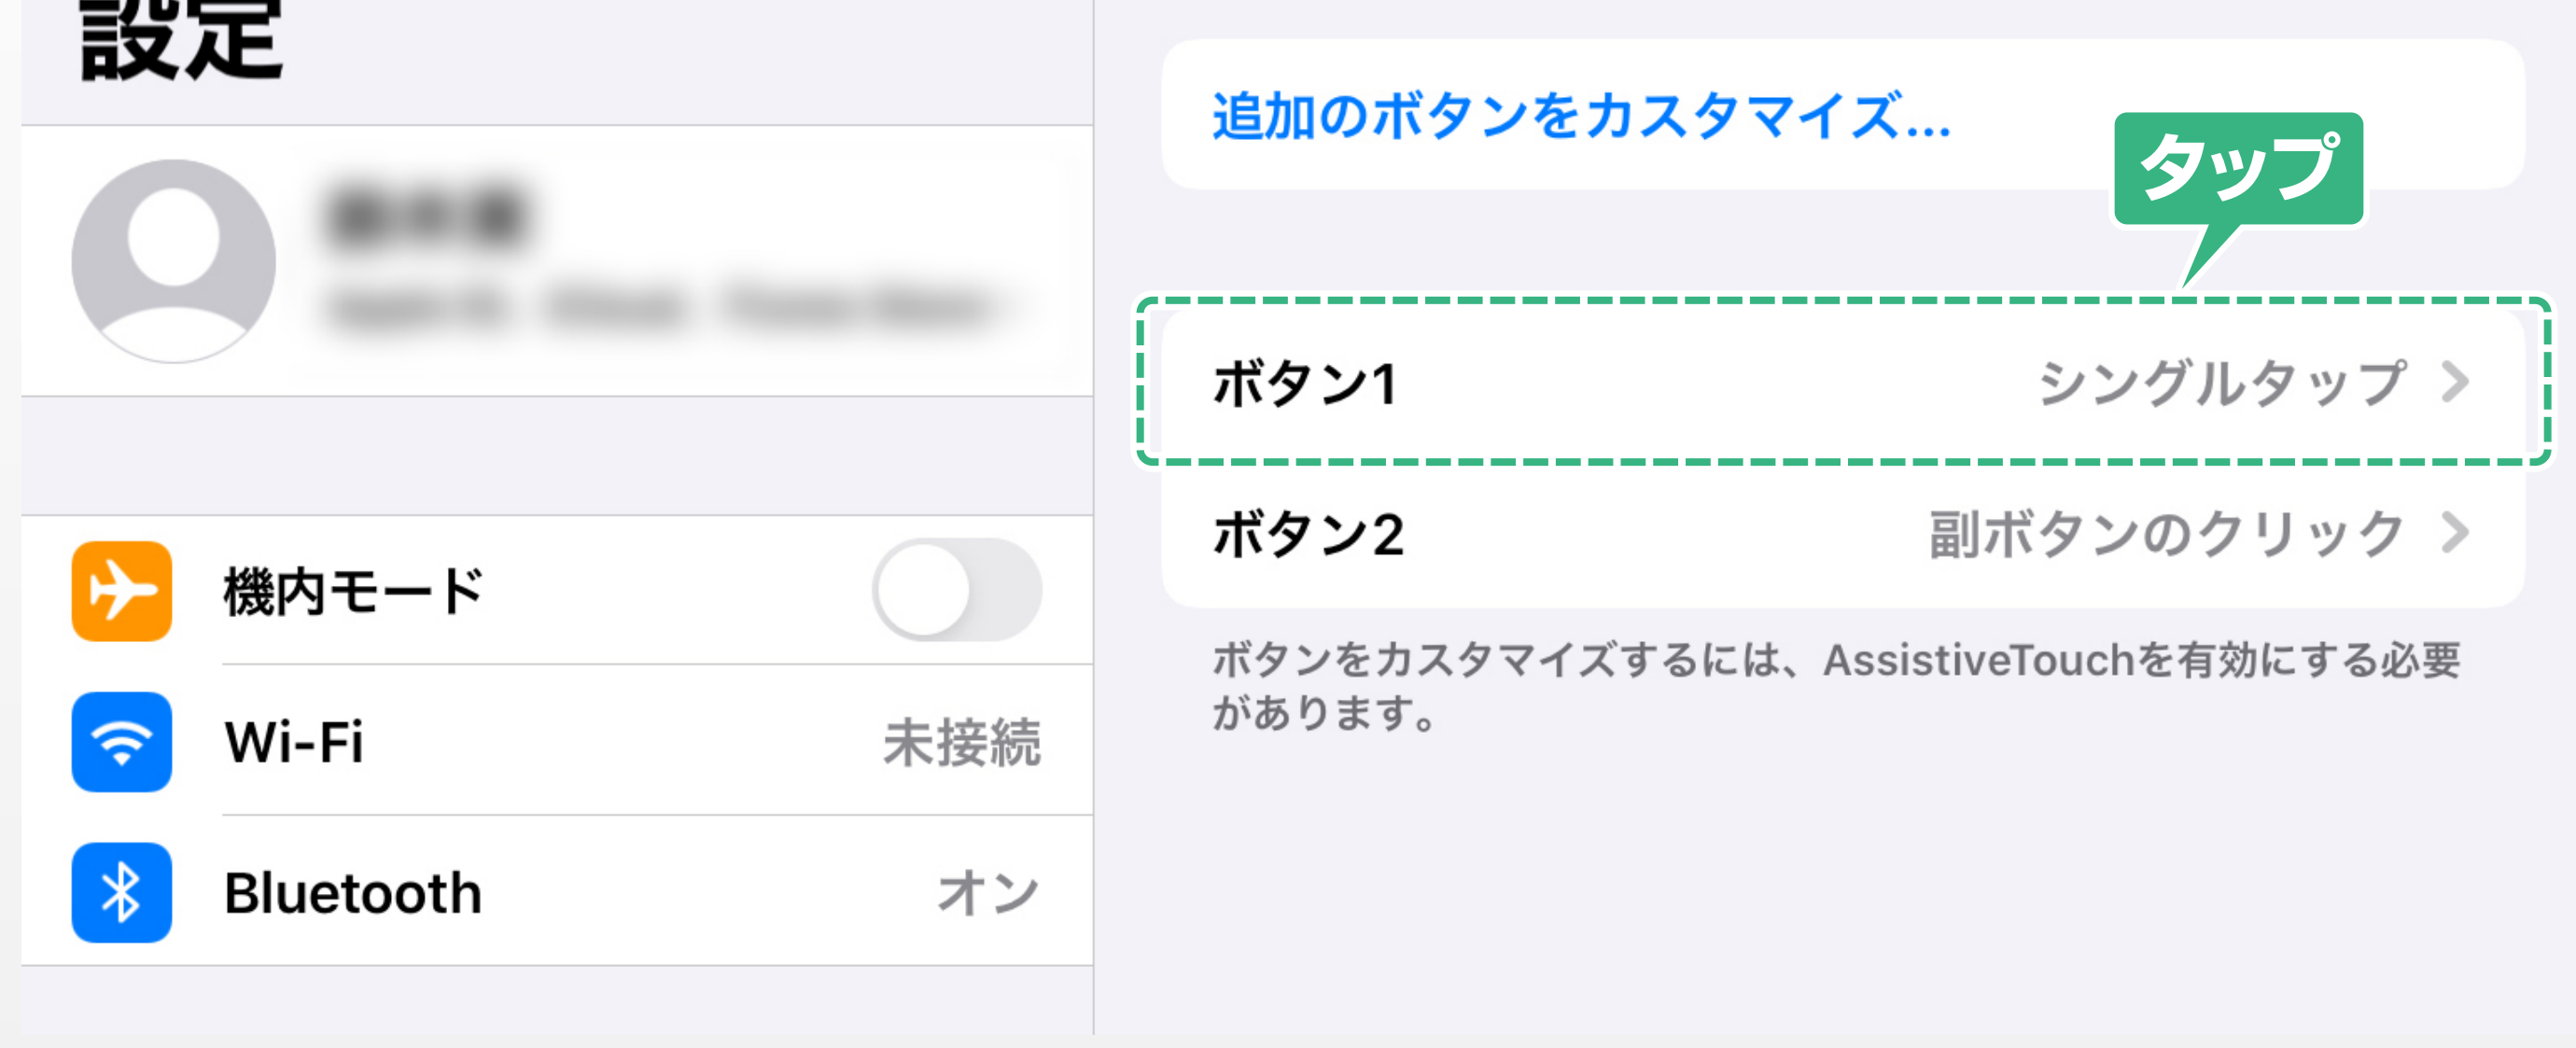 設定
機内モード
Wi-Fi 未接続
Bluetooth オン
追加のボタンをカスタマイズ...
タップ
ボタン1 シングルタップ
ボタン2 副ボタンのクリック
ボタンをカスタマイズするには、AssistiveTouchを有効にする必要
があります。